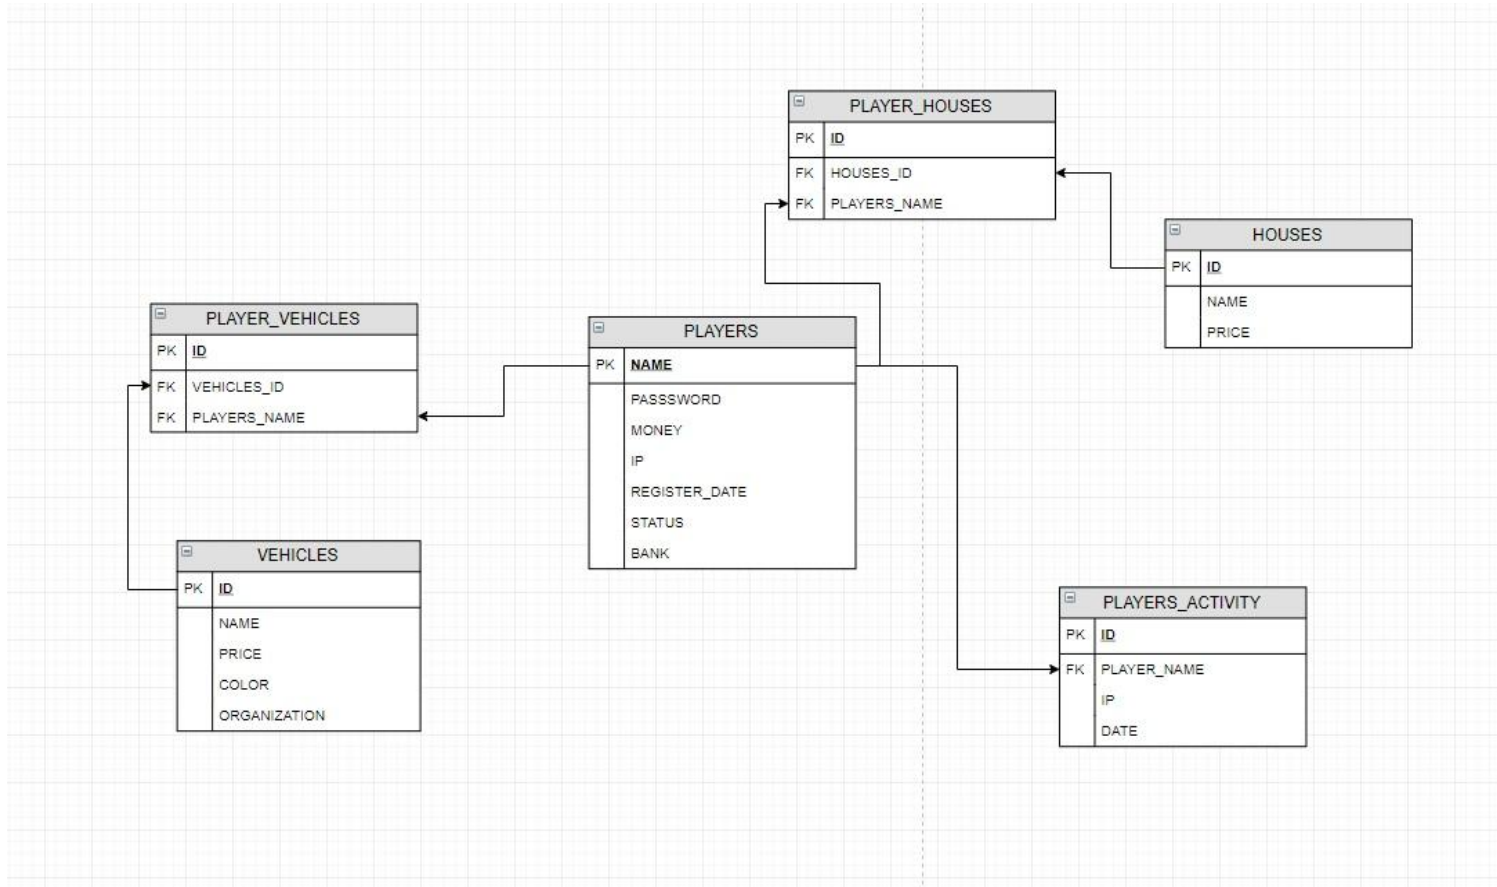 PLAYER_HOUSES
PK ID
FK HOUSES_ID
FK PLAYERS_NAME
HOUSES
PK ID
NAME
PRICE
PLAYER_VEHICLES
PK ID
FK VEHICLES_ID
FK PLAYERS_NAME
PLAYERS
PK NAME
PASSSWORD
MONEY
IP
REGISTER_DATE
STATUS
BANK
VEHICLES
PK ID
NAME
PRICE
COLOR
ORGANIZATION
PLAYERS_ACTIVITY
PK ID
FK PLAYER_NAME
IP
DATE